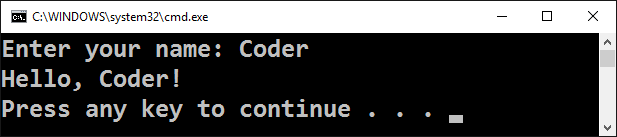 C:\WINDOWS\system32\cmd.exe
Enter your name: Coder
Hello, Coder!
Press any key to continue . . .